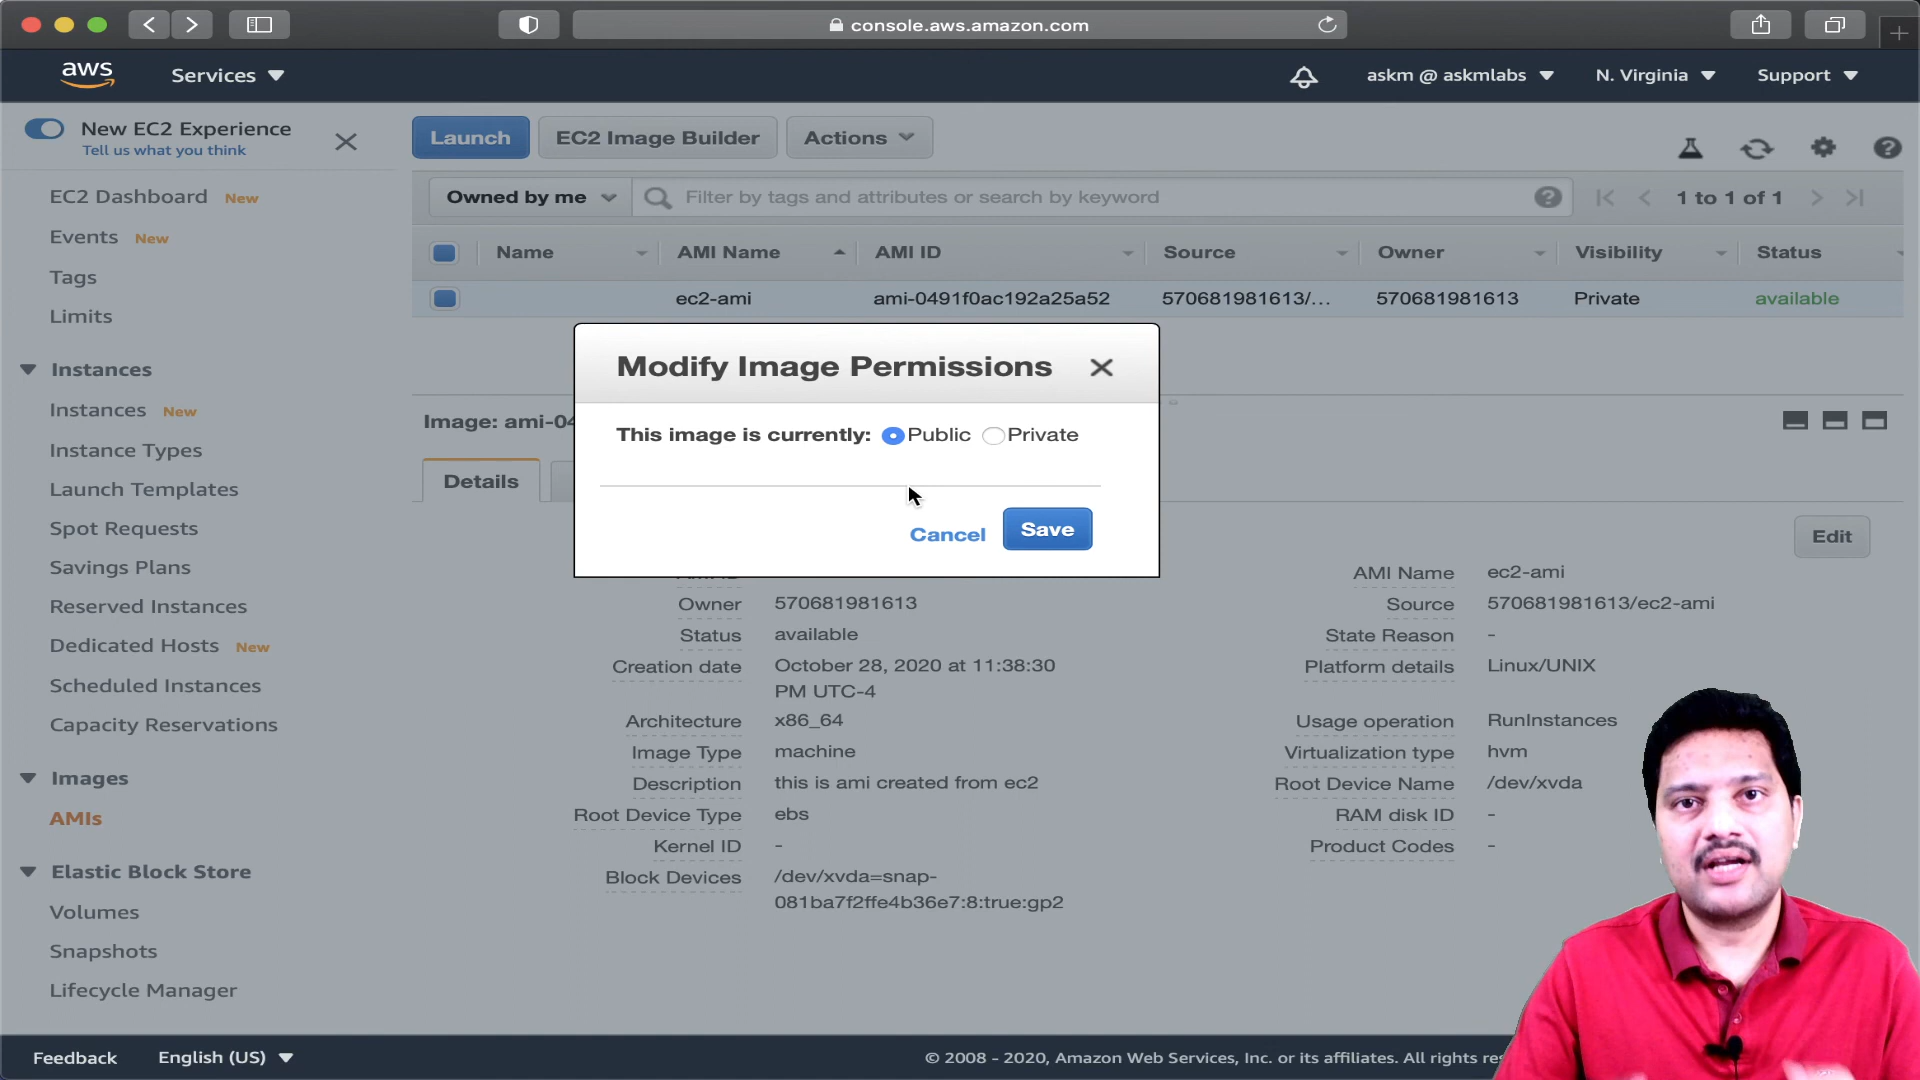 console.aws.amazon.com
aws
Services
askm @ askmlabs
N. Virginia
Support
New EC2 Experience
Tell us what you think
Launch
EC2 Image Builder
Actions
EC2 Dashboard New
Owned by me
Filter by tags and attributes or search by keyword
1 to 1 of 1
Events New
Name
AMI Name
AMI ID
Source
Owner
Visibility
Status
Tags
ec2-ami
ami-0491f0ac192a25a52
570681981613/...
570681981613
Private
available
Limits
Modify Image Permissions
Instances
Instances New
Image: ami-04
This image is currently: Public Private
Instance Types
Details
Launch Templates
Spot Requests
Cancel
Save
Edit
Savings Plans
AMI Name ec2-ami
Reserved Instances
Owner 570681981613
Source 570681981613/ec2-ami
Dedicated Hosts New
Status available
State Reason -
Creation date October 28, 2020 at 11:38:30
PM UTC-4
Platform details Linux/UNIX
Scheduled Instances
Capacity Reservations
Architecture x86_64
Usage operation RunInstances
Image Type machine
Virtualization type hvm
Images
Description this is ami created from ec2
Root Device Name /dev/xvda
AMIs
Root Device Type ebs
RAM disk ID -
Kernel ID -
Product Codes -
Elastic Block Store
Block Devices /dev/xvda=snap-
081ba7f2ffe4b36e7:8:true:gp2
Volumes
Snapshots
Lifecycle Manager
Feedback
English (US)
© 2008 - 2020, Amazon Web Services, Inc. or its affiliates. All rights